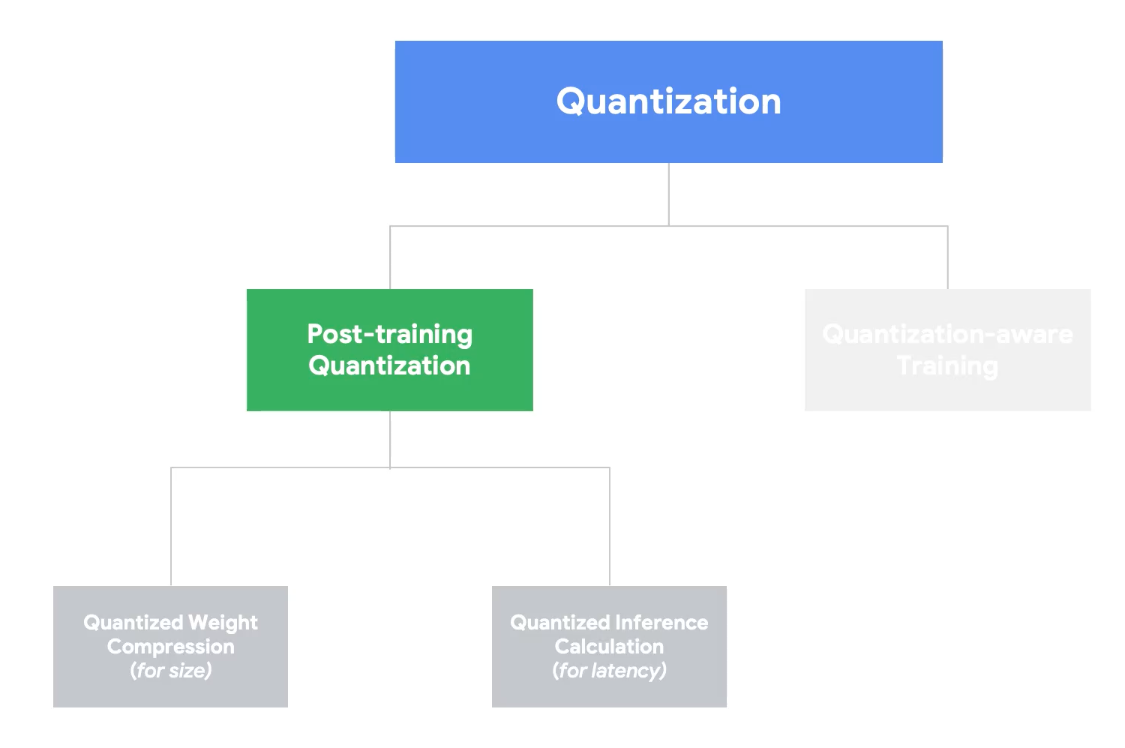 Quantization
Post-training
Quantization
Quantization-aware
Training
Quantized Weight
Compression
(for size)
Quantized Inference
Calculation
(for latency)